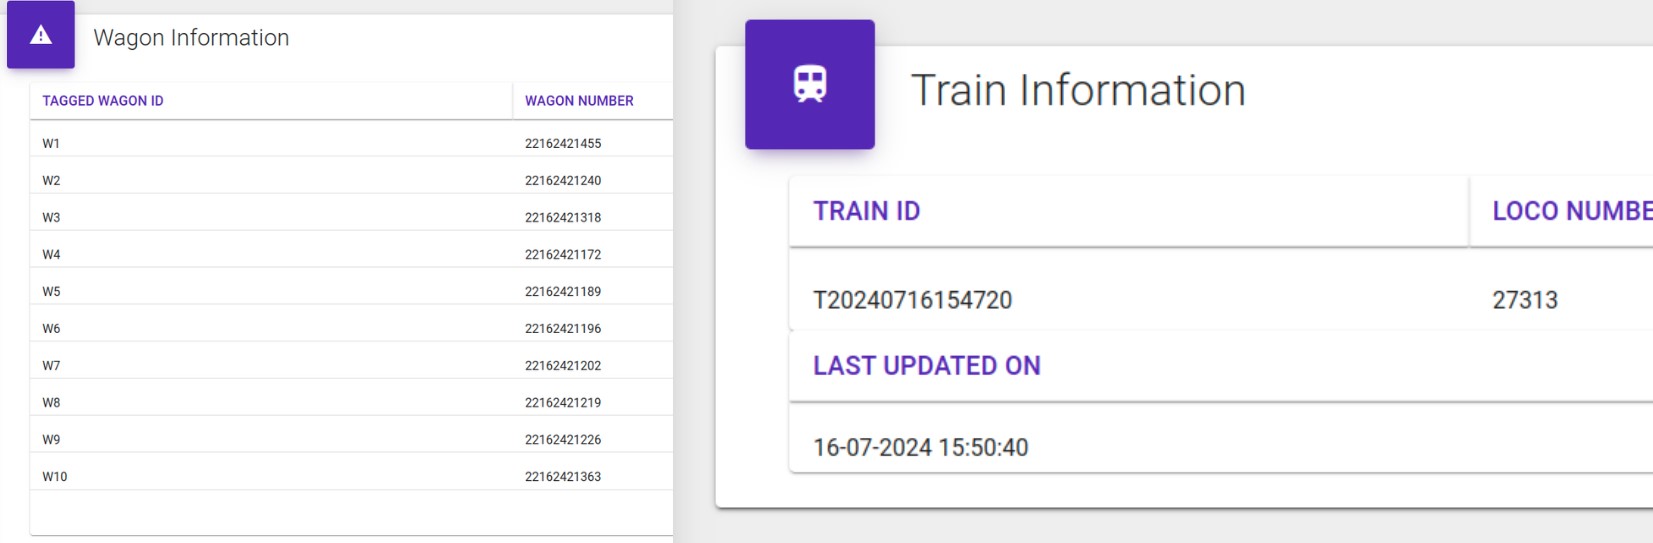 Wagon Information
TAGGED WAGON ID WAGON NUMBER
W1 22162421455
W2 22162421240
W3 22162421318
W4 22162421172
W5 22162421189
W6 22162421196
W7 22162421202
W8 22162421219
W9 22162421226
W10 22162421363
Train Information
TRAIN ID LOCO NUMBE
T20240716154720 27313
LAST UPDATED ON
16-07-2024 15:50:40